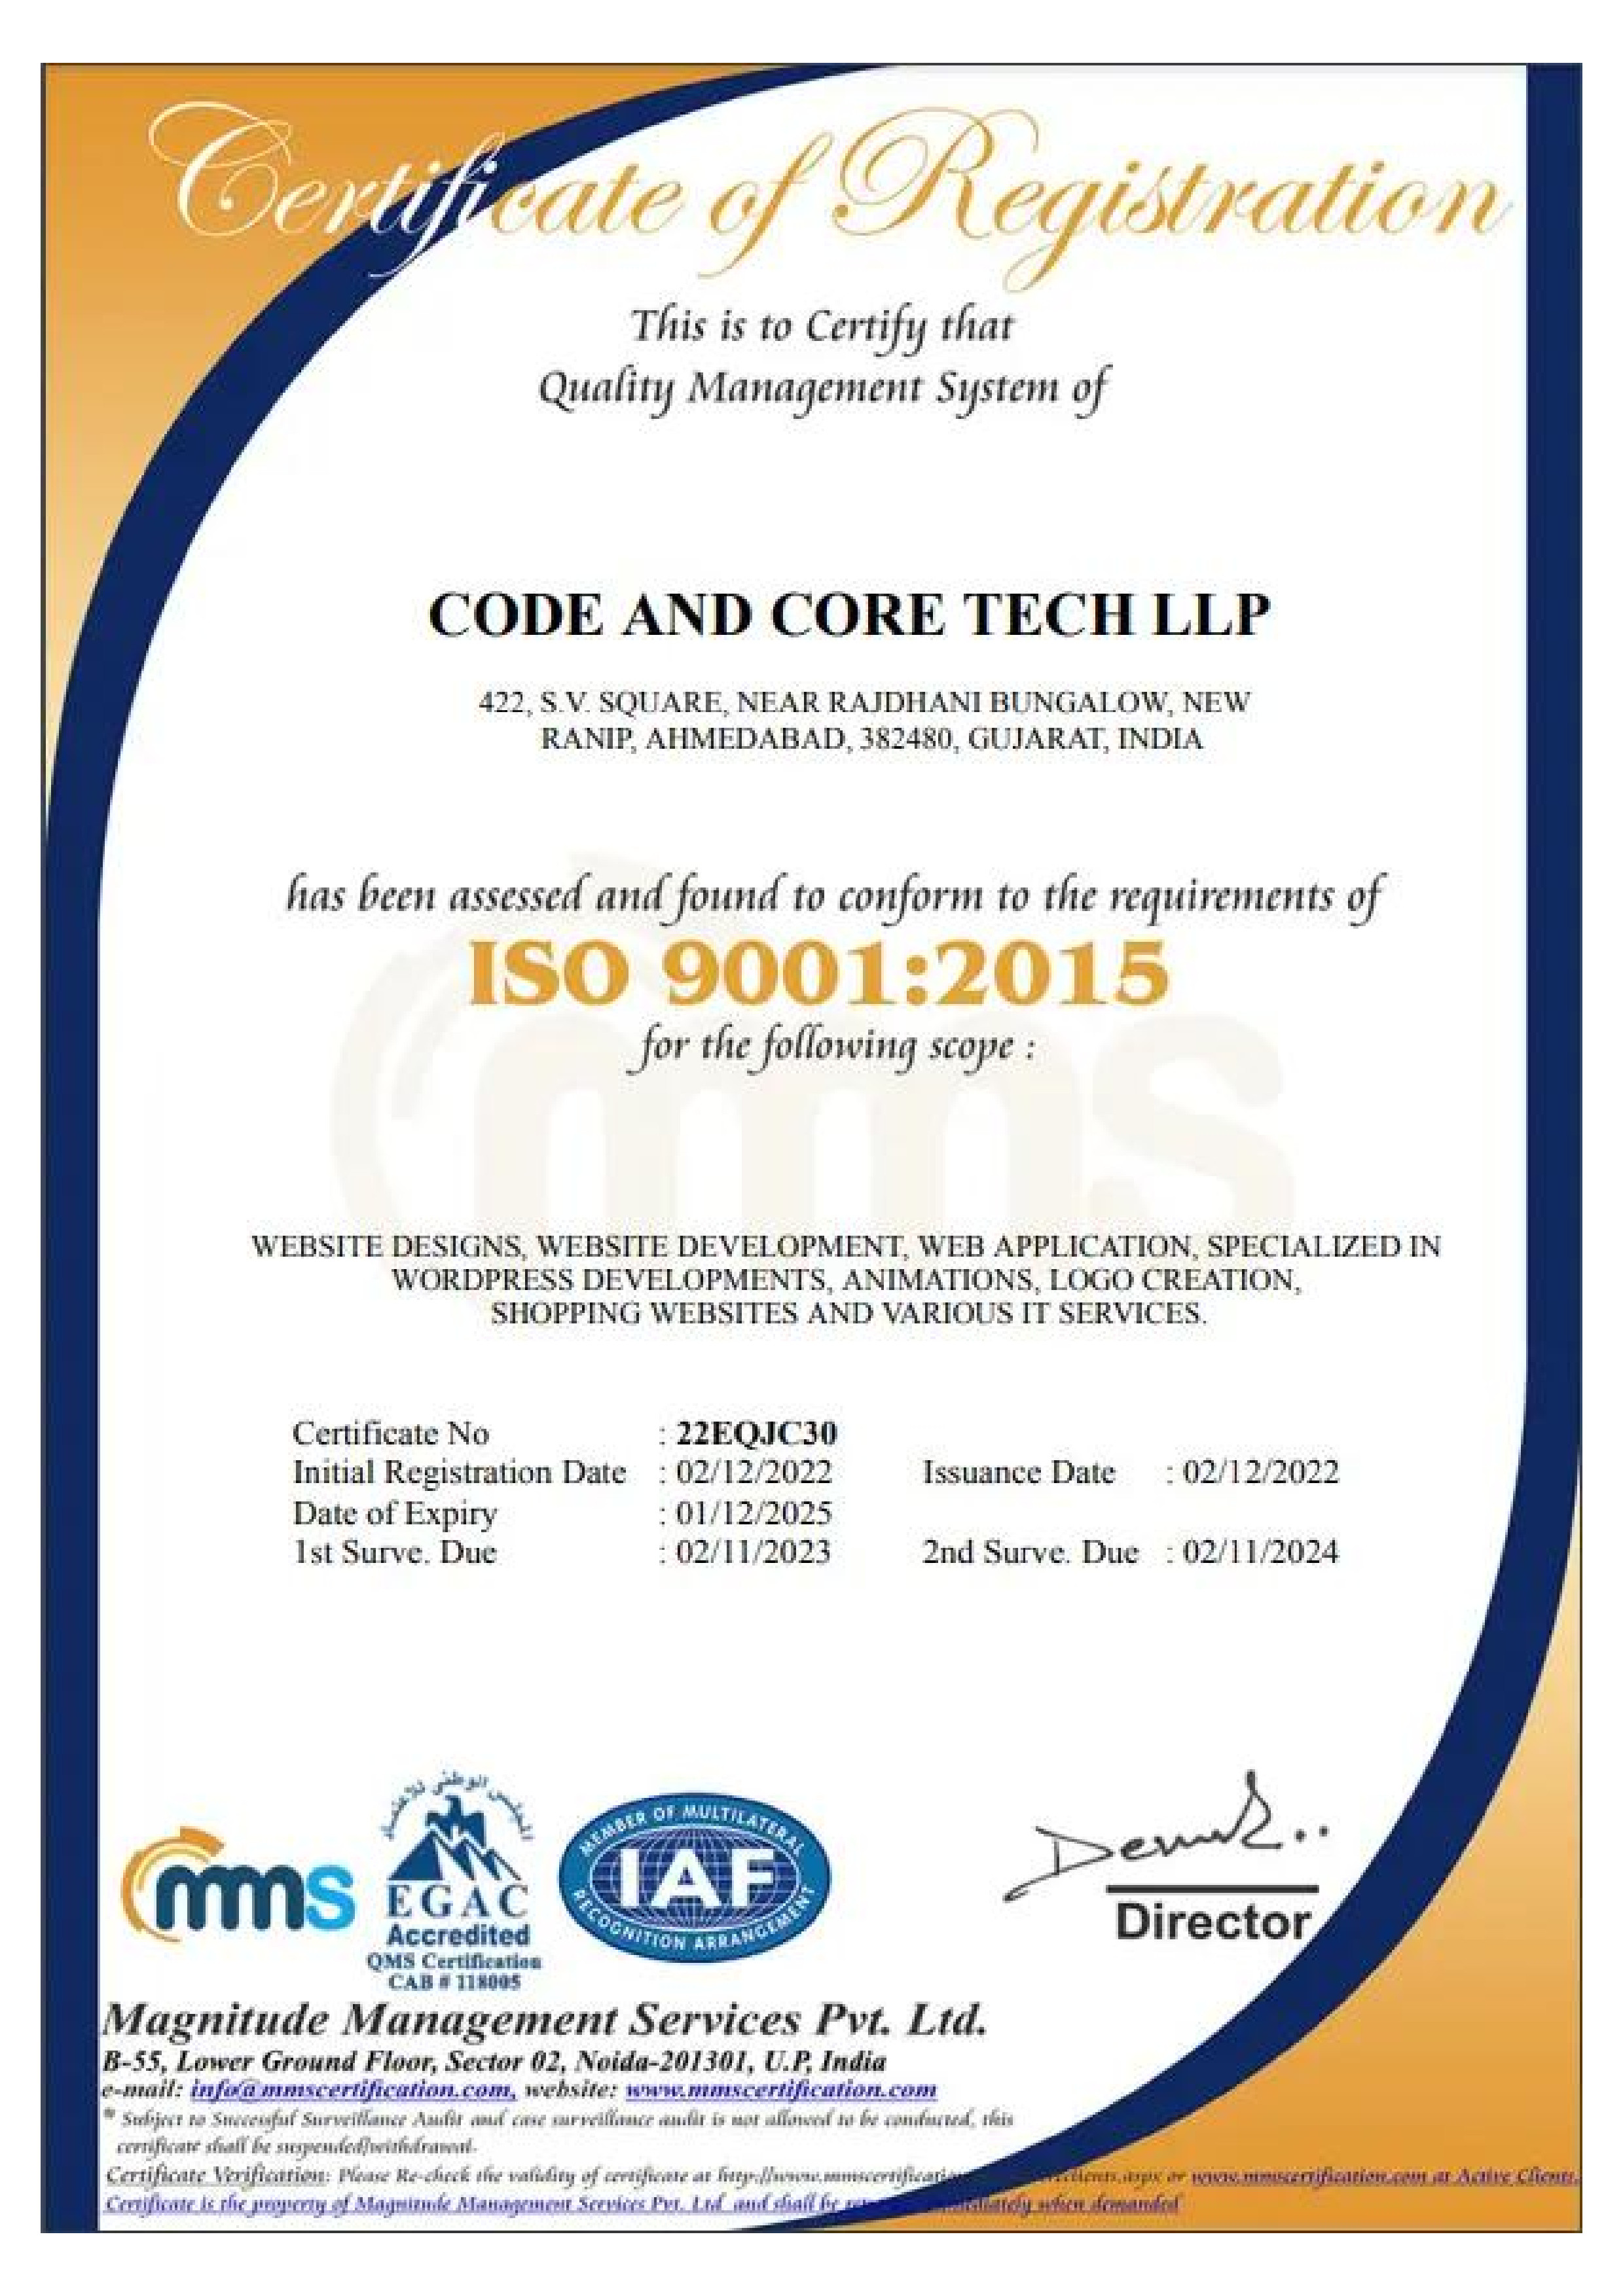 Certificate of Registration
This is to Certify that
Quality Management System of
CODE AND CORE TECH LLP
422, S.V. SQUARE, NEAR RAJDHANI BUNGALOW, NEW
RANIP, AHMEDABAD, 382480, GUJARAT, INDIA
has been assessed and found to conform to the requirements of
ISO 9001:2015
for the following scope :
WEBSITE DESIGNS, WEBSITE DEVELOPMENT, WEB APPLICATION, SPECIALIZED IN
WORDPRESS DEVELOPMENTS, ANIMATIONS, LOGO CREATION,
SHOPPING WEBSITES AND VARIOUS IT SERVICES.
Certificate No : 22EQJC30
Initial Registration Date : 02/12/2022 Issuance Date : 02/12/2022
Date of Expiry : 01/12/2025
1st Surve. Due : 02/11/2023 2nd Surve. Due : 02/11/2024
mms
المجلس الوطني للاعتماد
EGAC
Accredited
QMS Certification
CAB # 118005
MEMBER OF MULTILATERAL
IAF
RECOGNITION ARRANGEMENT
Director
Magnitude Management Services Pvt. Ltd.
B-55, Lower Ground Floor, Sector 02, Noida-201301, U.P, India
e-mail: info@mmscertification.com, website: www.mmscertification.com
* Subject to Successful Surveillance Audit and case surveillance audit is not allowed to be conducted, this
certificate shall be suspended/withdrawal.
Certificate Verification: Please Re-check the validity of certificate at or www.mmscertification.com at Active Clients.
Certificate is the property of Magnitude Management Services Pvt. Ltd and shall be when demanded